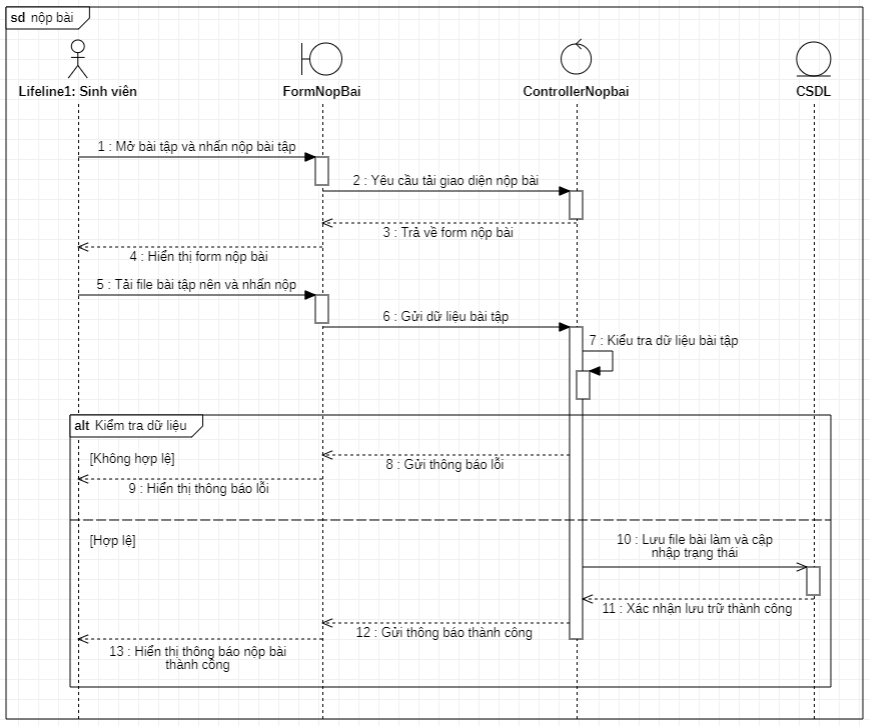 sd nộp bài
Lifeline1: Sinh viên
FormNopBai
ControllerNopbai
CSDL
1 : Mở bài tập và nhấn nộp bài tập
2 : Yêu cầu tải giao diện nộp bài
3 : Trả về form nộp bài
4 : Hiển thị form nộp bài
5 : Tải file bài tập nên và nhấn nộp
6 : Gửi dữ liệu bài tập
7 : Kiểu tra dữ liệu bài tập
alt Kiểm tra dữ liệu
[Không hợp lệ]
8 : Gửi thông báo lỗi
9 : Hiển thị thông báo lỗi
[Hợp lệ]
10 : Lưu file bài làm và cập
nhập trạng thái
11 : Xác nhận lưu trữ thành công
12 : Gửi thông báo thành công
13 : Hiển thị thông báo nộp bài
thành công